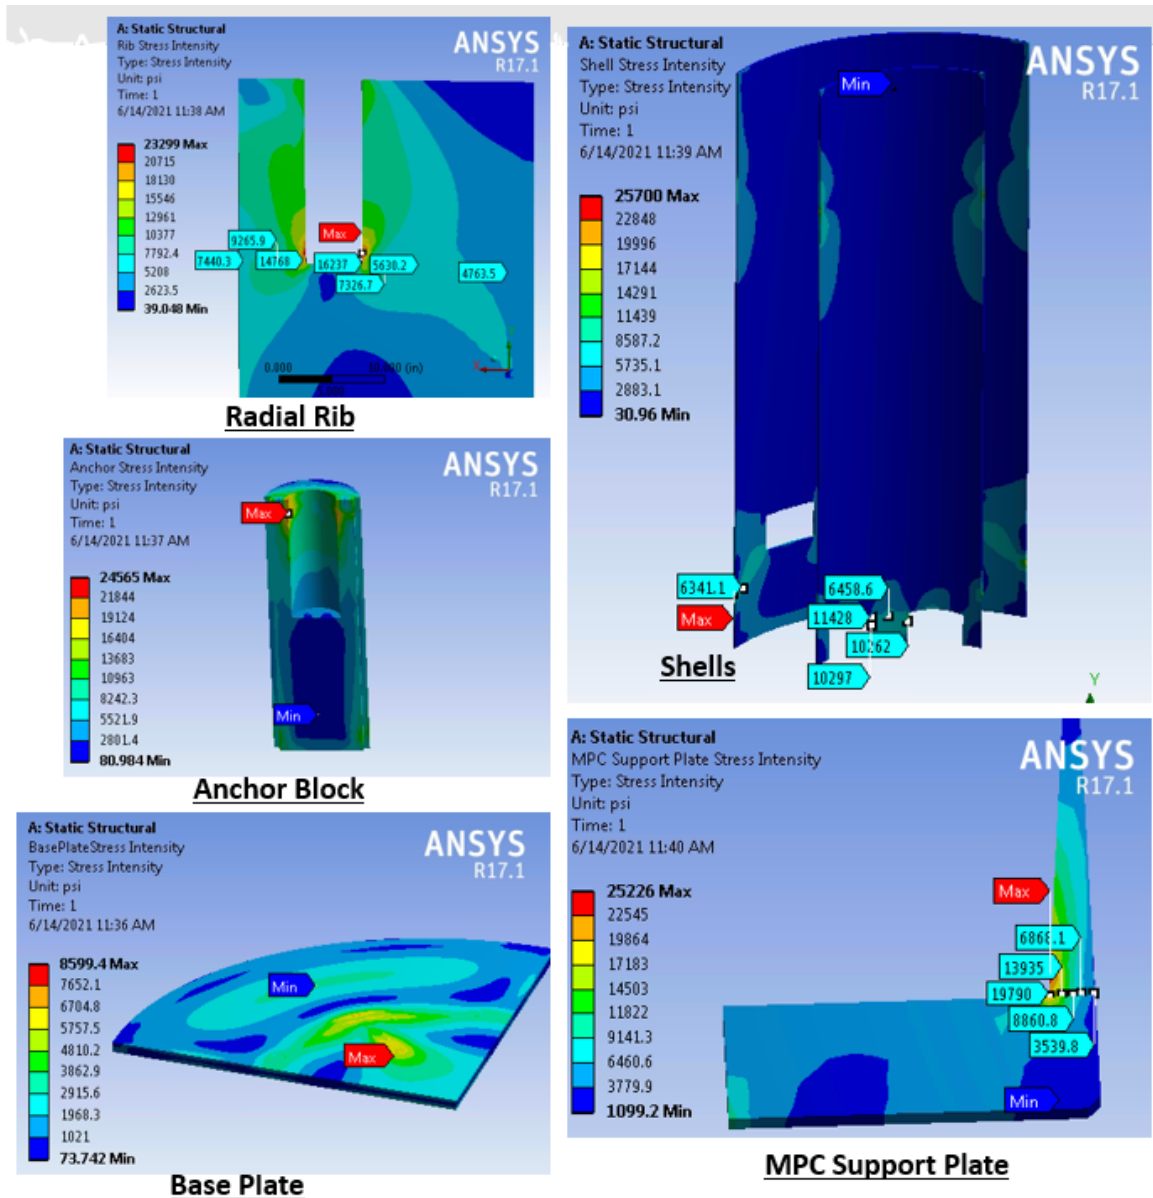 A: Static Structural
Rib Stress Intensity
Type: Stress Intensity
Unit: psi
Time: 1
6/14/2021 11:38 AM
ANSYS
R17.1
23299 Max
20715
18130
15546
12961
10377
7792.4
5208
2623.5
39.048 Min
Max
9265.9
7440.3
14768
16237
5630.2
7326.7
4763.5
0.000
10.000 (in)
X
Radial Rib
A: Static Structural
Shell Stress Intensity
Type: Stress Intensity
Unit: psi
Time: 1
6/14/2021 11:39 AM
ANSYS
R17.1
25700 Max
22848
19996
17144
14291
11439
8587.2
5735.1
2883.1
30.96 Min
Min
6341.1
6458.6
Max
11428
10262
10297
Y
Shells
A: Static Structural
Anchor Stress Intensity
Type: Stress Intensity
Unit: psi
Time: 1
6/14/2021 11:37 AM
ANSYS
R17.1
24565 Max
21844
19124
16404
13683
10963
8242.3
5521.9
2801.4
80.984 Min
Max
Min
Anchor Block
A: Static Structural
MPC Support Plate Stress Intensity
Type: Stress Intensity
Unit: psi
Time: 1
6/14/2021 11:40 AM
ANSYS
R17.1
25226 Max
22545
19864
17183
14503
11822
9141.3
6460.6
3779.9
1099.2 Min
Max
6868.1
13935
19790
8860.8
3539.8
Min
MPC Support Plate
A: Static Structural
BasePlateStress Intensity
Type: Stress Intensity
Unit: psi
Time: 1
6/14/2021 11:36 AM
ANSYS
R17.1
8599.4 Max
7652.1
6704.8
5757.5
4810.2
3862.9
2915.6
1968.3
1021
73.742 Min
Min
Max
Base Plate